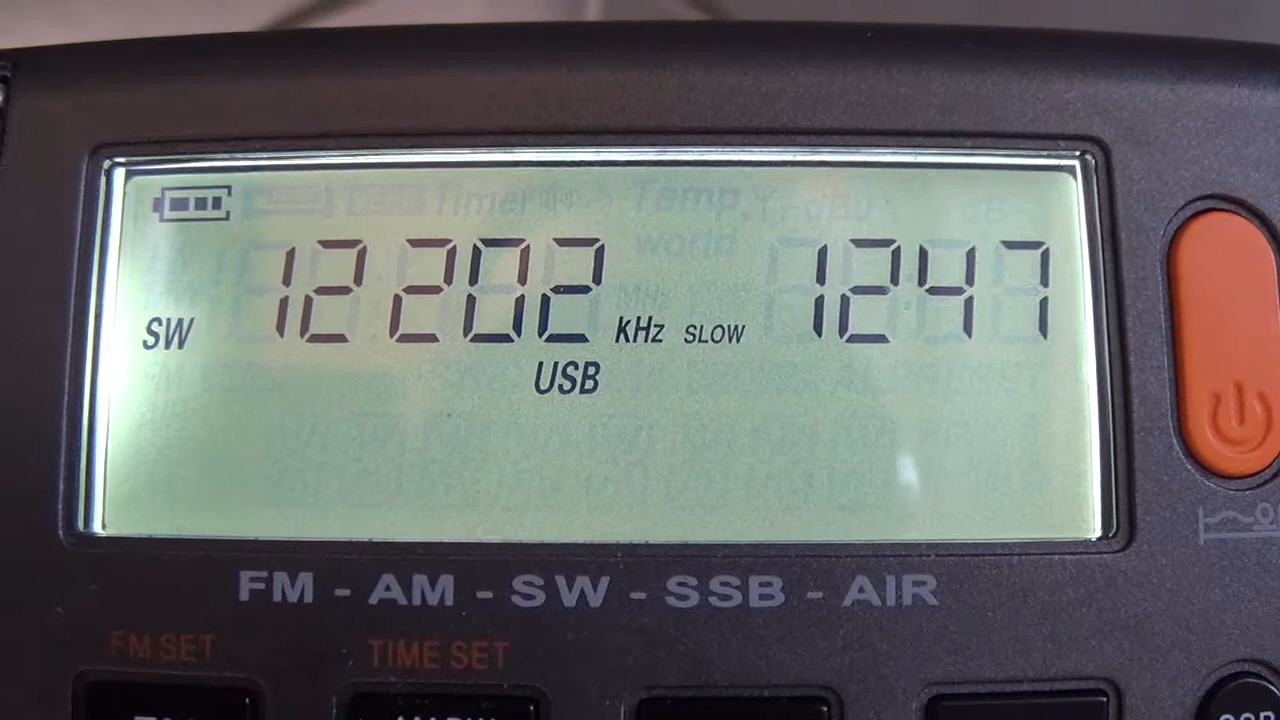 12202 1247
SW kHz SLOW
USB
FM - AM - SW - SSB - AIR
FM SET TIME SET